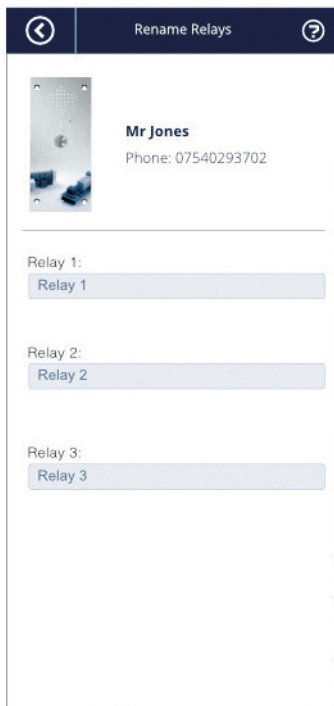 Rename Relays
Mr Jones
Phone: 07540293702
Relay 1:
Relay 1
Relay 2:
Relay 2
Relay 3:
Relay 3